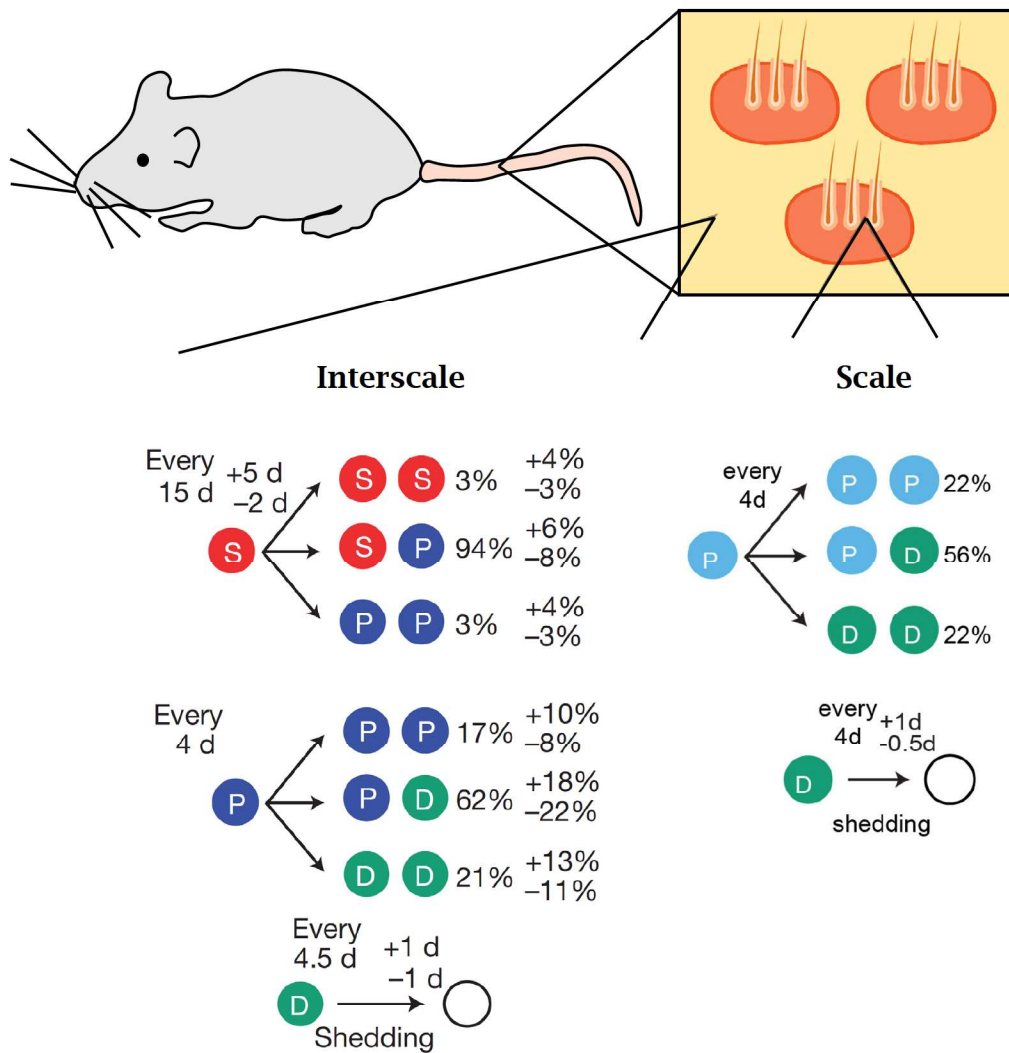 Interscale
Scale
Every
15 d
+5 d
−2 d
S
S S 3% +4%
−3%
S P 94% +6%
−8%
P P 3% +4%
−3%
Every
4 d
P
P P 17% +10%
−8%
P D 62% +18%
−22%
D D 21% +13%
−11%
Every
4.5 d
+1 d
−1 d
D
Shedding
every
4d
P
P P 22%
P D 56%
D D 22%
every
4d
+1d
-0.5d
D
shedding